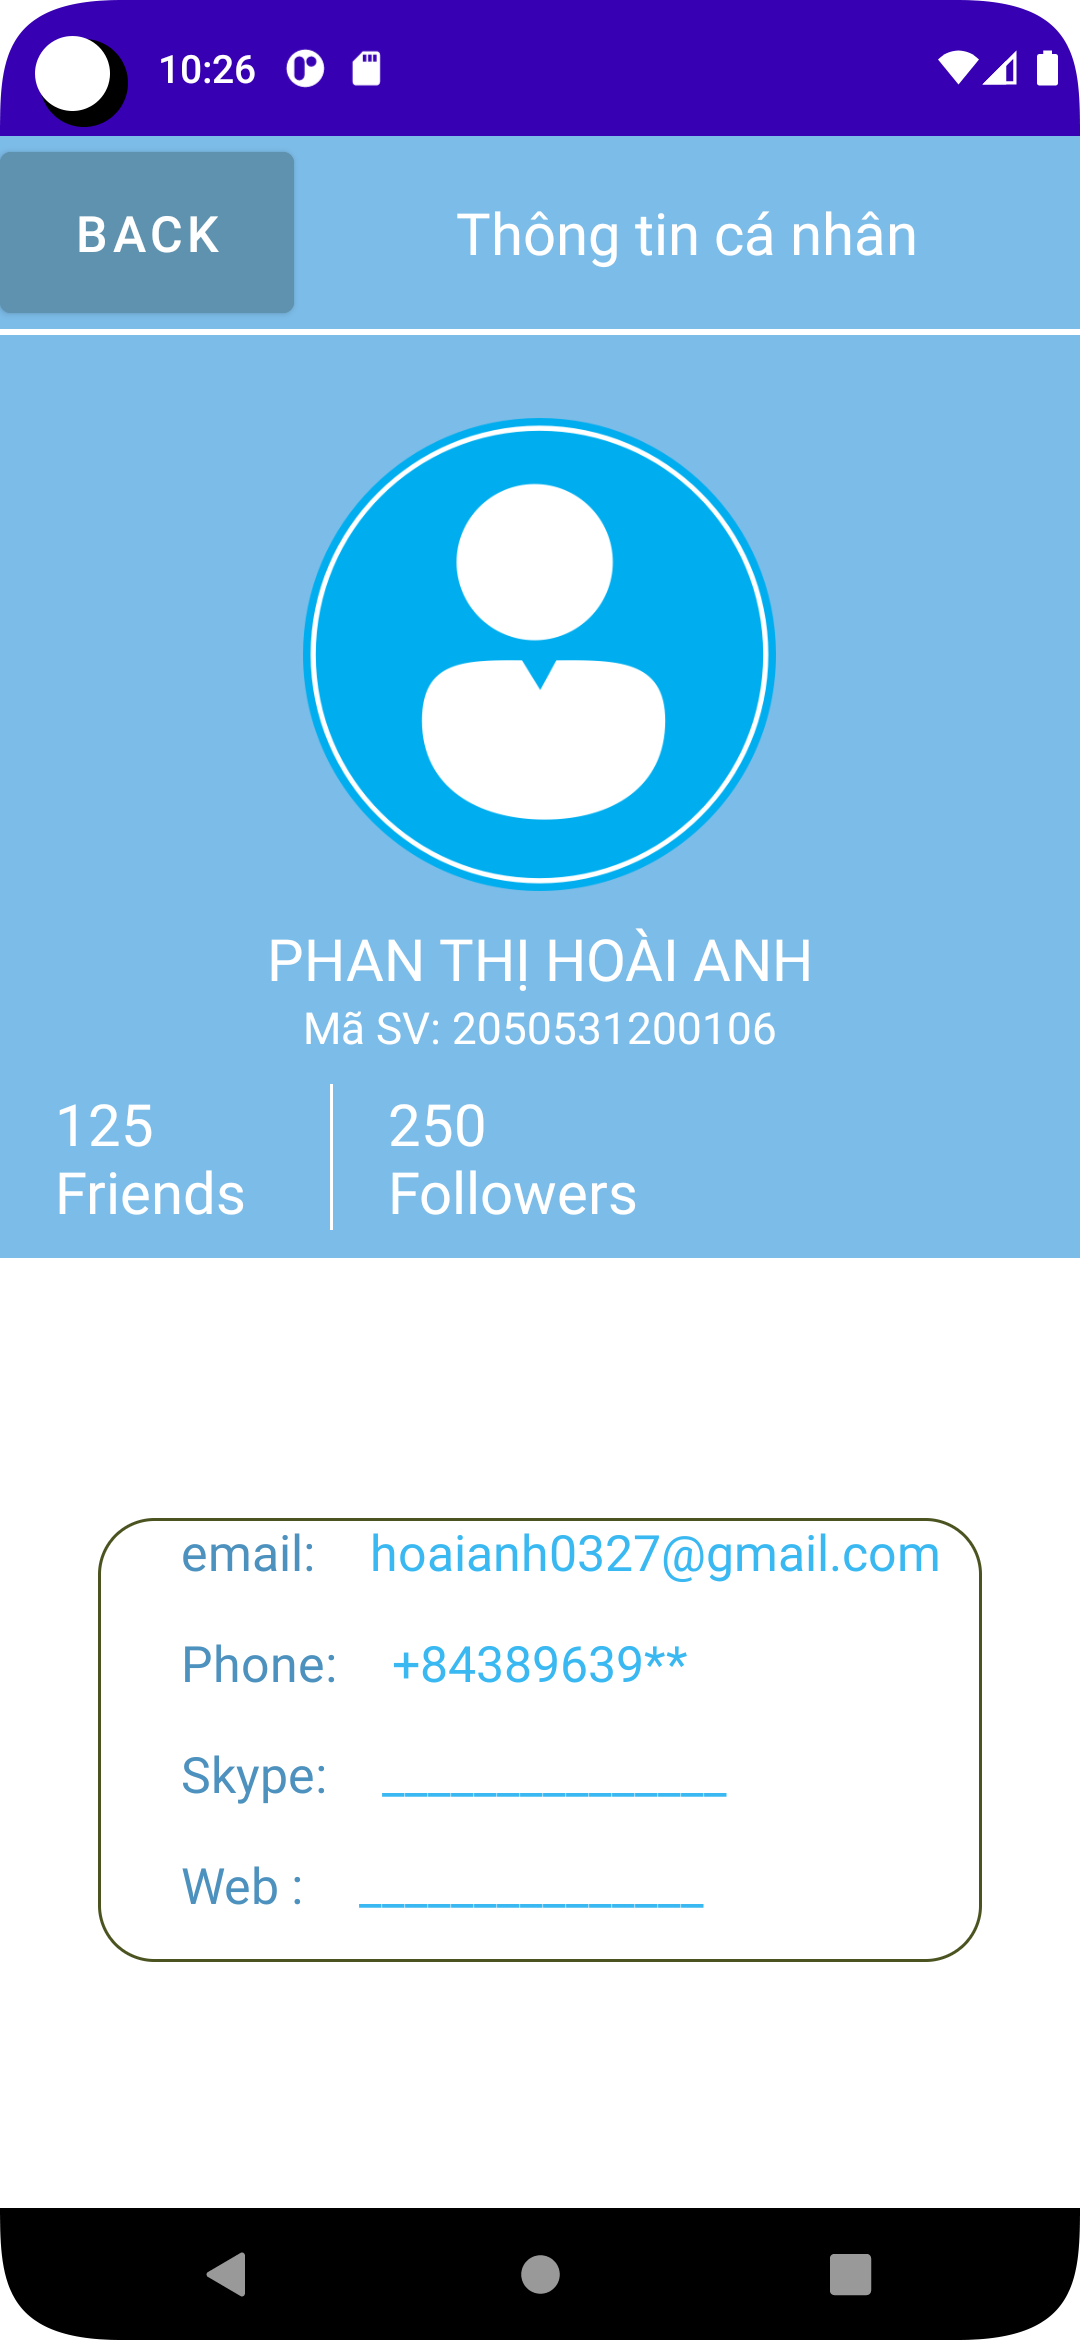 10:26
BACK
Thông tin cá nhân
PHAN THỊ HOÀI ANH
Mã SV: 2050531200106
125
Friends
250
Followers
email: hoaianh0327@gmail.com
Phone: +84389639**
Skype: _______________
Web : _______________